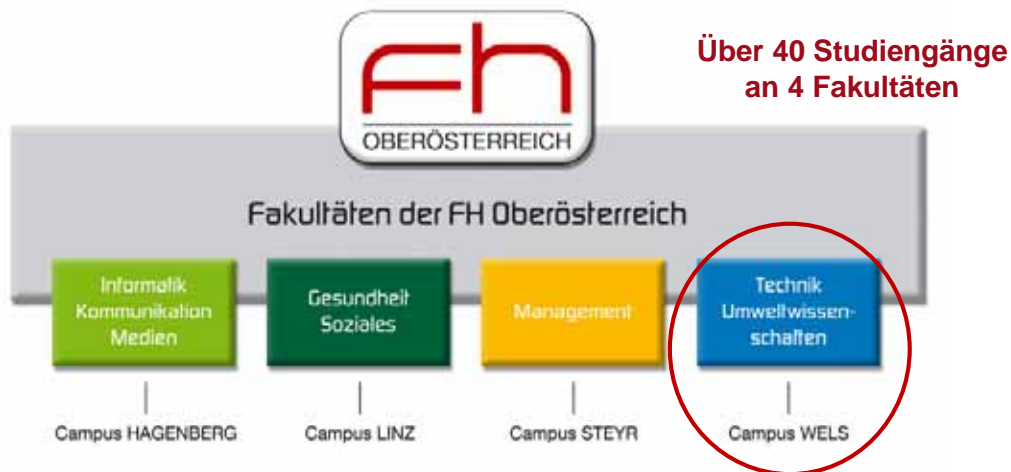 fh
OBERÖSTERREICH
Über 40 Studiengänge
an 4 Fakultäten
Fakultäten der FH Oberösterreich
Informatik
Kommunikation
Medien
Gesundheit
Soziales
Management
Technik
Umweltwissen-
schaften
Campus HAGENBERG
Campus LINZ
Campus STEYR
Campus WELS